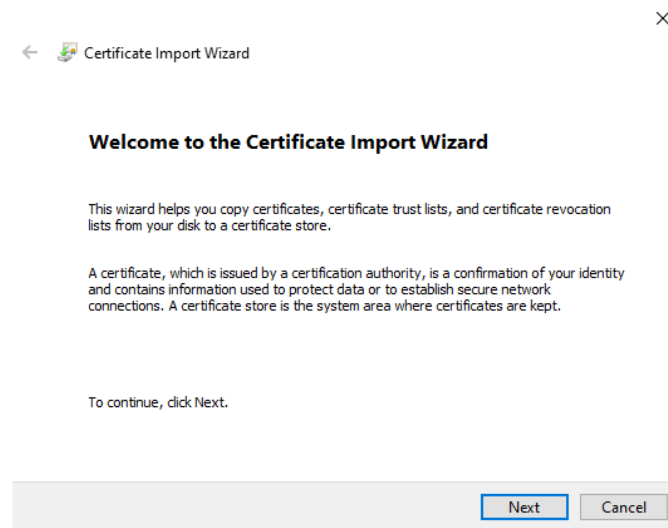 Certificate Import Wizard
Welcome to the Certificate Import Wizard
This wizard helps you copy certificates, certificate trust lists, and certificate revocation
lists from your disk to a certificate store.
A certificate, which is issued by a certification authority, is a confirmation of your identity
and contains information used to protect data or to establish secure network
connections. A certificate store is the system area where certificates are kept.
To continue, click Next.
Next Cancel